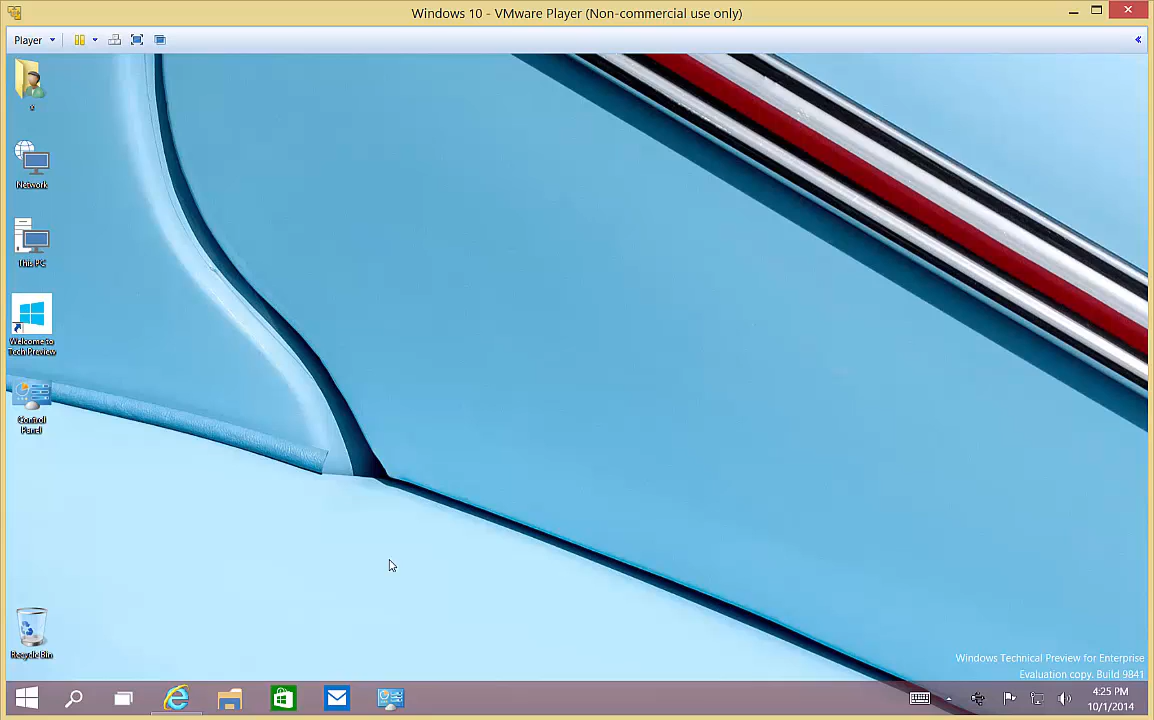 Windows 10 - VMware Player (Non-commercial use only)
Player
x
Network
This PC
Welcome to
Tech Preview
Control
Panel
Recycle Bin
Windows Technical Preview for Enterprise
Evaluation copy. Build 9841
4:25 PM
10/1/2014